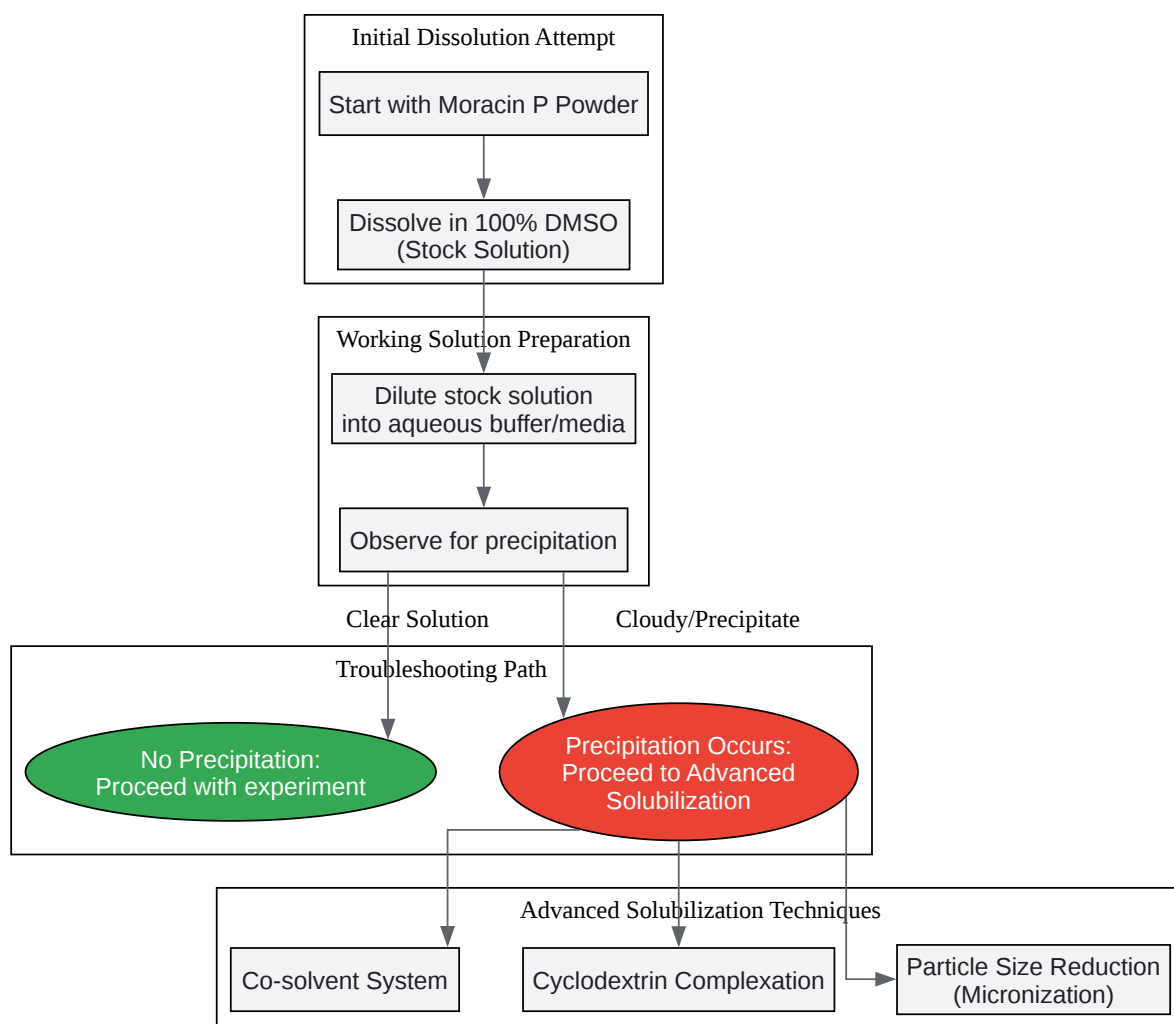 Initial Dissolution Attempt
Start with Moracin P Powder
Dissolve in 100% DMSO
(Stock Solution)
Working Solution Preparation
Dilute stock solution
into aqueous buffer/media
Observe for precipitation
Clear Solution
Cloudy/Precipitate
Troubleshooting Path
No Precipitation:
Proceed with experiment
Precipitation Occurs:
Proceed to Advanced
Solubilization
Advanced Solubilization Techniques
Co-solvent System
Cyclodextrin Complexation
Particle Size Reduction
(Micronization)